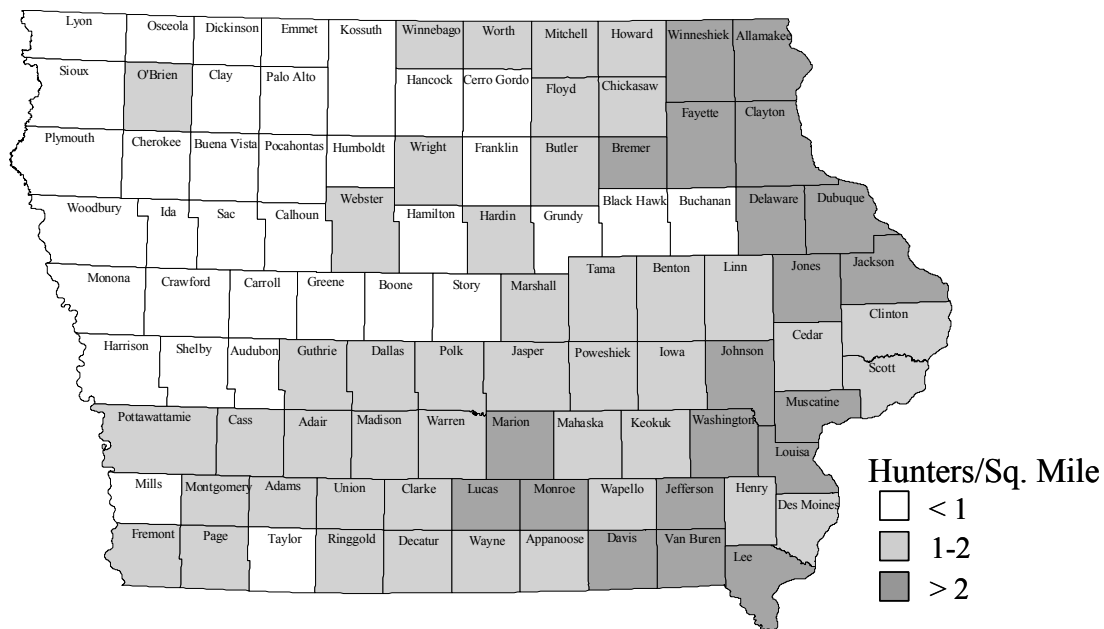 Lyon Osceola Dickinson Emmet Kossuth Winnebago Worth Mitchell Howard Winneshiek Allamakee
Sioux O'Brien Clay Palo Alto Hancock Cerro Gordo Floyd Chickasaw
Fayette Clayton
Plymouth Cherokee Buena Vista Pocahontas Humboldt Wright Franklin Butler Bremer
Woodbury Ida Sac Calhoun Webster Hamilton Hardin Grundy Black Hawk Buchanan Delaware Dubuque
Monona Crawford Carroll Greene Boone Story Marshall Tama Benton Linn Jones Jackson
Clinton
Cedar
Harrison Shelby Audubon Guthrie Dallas Polk Jasper Poweshiek Iowa Johnson
Scott
Muscatine
Pottawattamie Cass Adair Madison Warren Marion Mahaska Keokuk Washington
Louisa
Mills Montgomery Adams Union Clarke Lucas Monroe Wapello Jefferson Henry
Des Moines
Fremont Page Taylor Ringgold Decatur Wayne Appanoose Davis Van Buren
Lee
Hunters/Sq. Mile
< 1
1-2
> 2